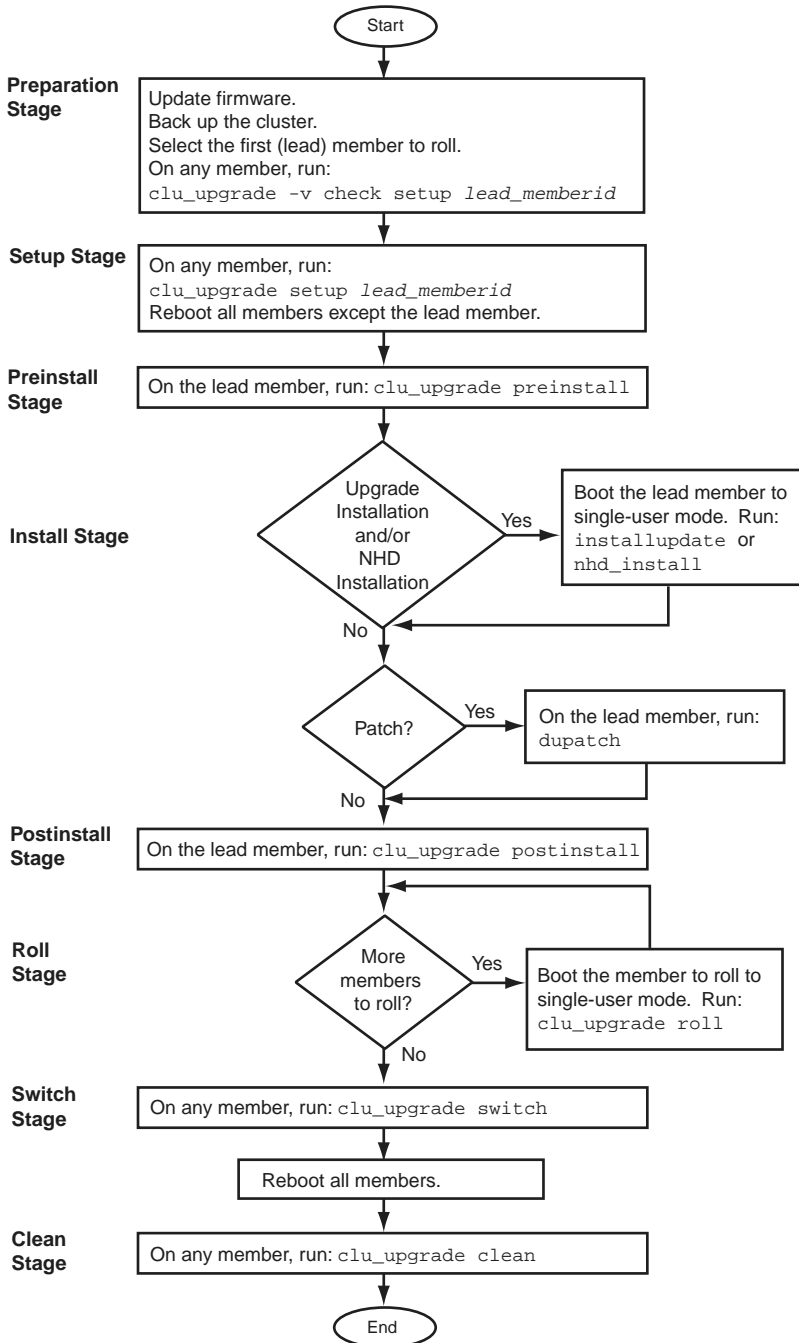 Start
Preparation
Stage
Update firmware.
Back up the cluster.
Select the first (lead) member to roll.
On any member, run:
clu_upgrade -v check setup lead_memberid
Setup Stage
On any member, run:
clu_upgrade setup lead_memberid
Reboot all members except the lead member.
Preinstall
Stage
On the lead member, run: clu_upgrade preinstall
Install Stage
Upgrade
Installation
and/or
NHD
Installation
Yes
Boot the lead member to
single-user mode. Run:
installupdate or
nhd_install
No
Patch?
Yes
On the lead member, run:
dupatch
No
Postinstall
Stage
On the lead member, run: clu_upgrade postinstall
Roll
Stage
More
members
to roll?
Yes
Boot the member to roll to
single-user mode. Run:
clu_upgrade roll
No
Switch
Stage
On any member, run: clu_upgrade switch
Reboot all members.
Clean
Stage
On any member, run: clu_upgrade clean
End